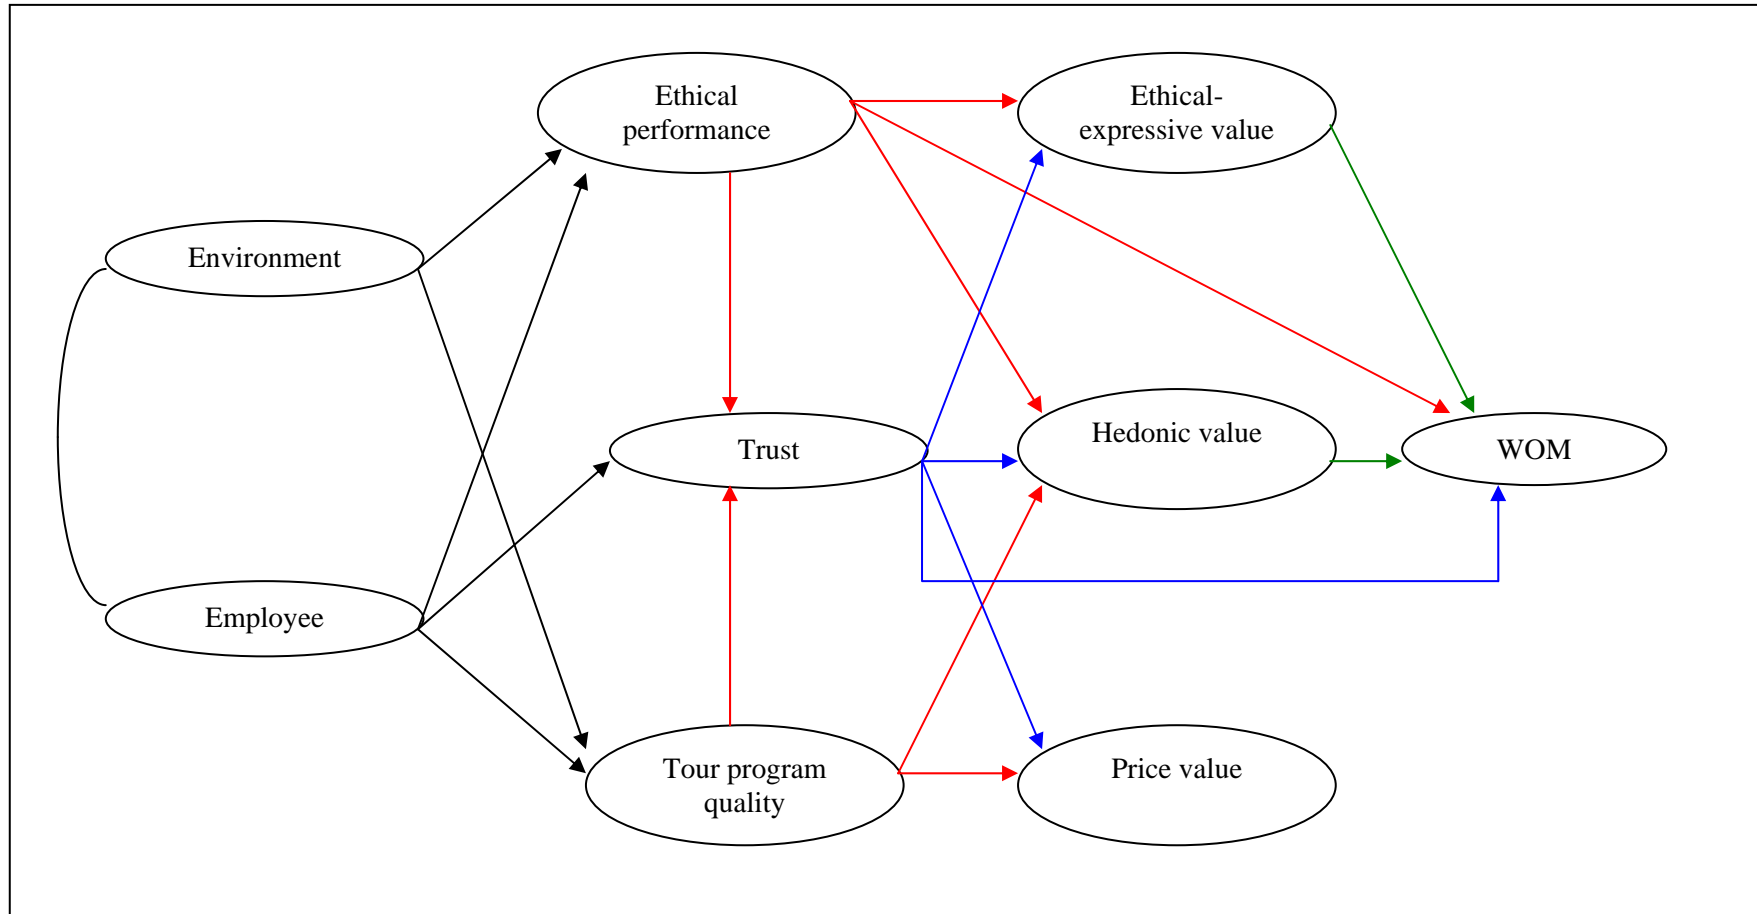 Ethical
performance
Ethical-
expressive value
Environment
Trust
Hedonic value
WOM
Employee
Tour program
quality
Price value